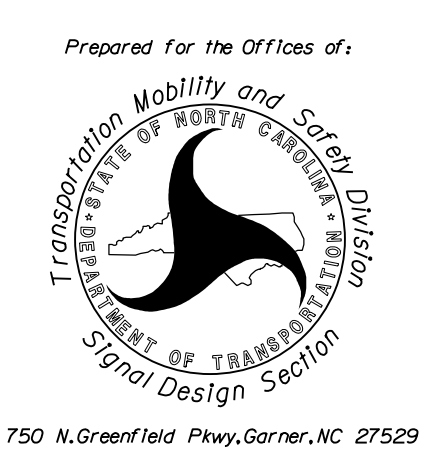 Prepared for the Offices of:
Transportation Mobility and Safety Division
STATE OF NORTH CAROLINA
DEPARTMENT OF TRANSPORTATION
Signal Design Section
750 N.Greenfield Pkwy,Garner,NC 27529